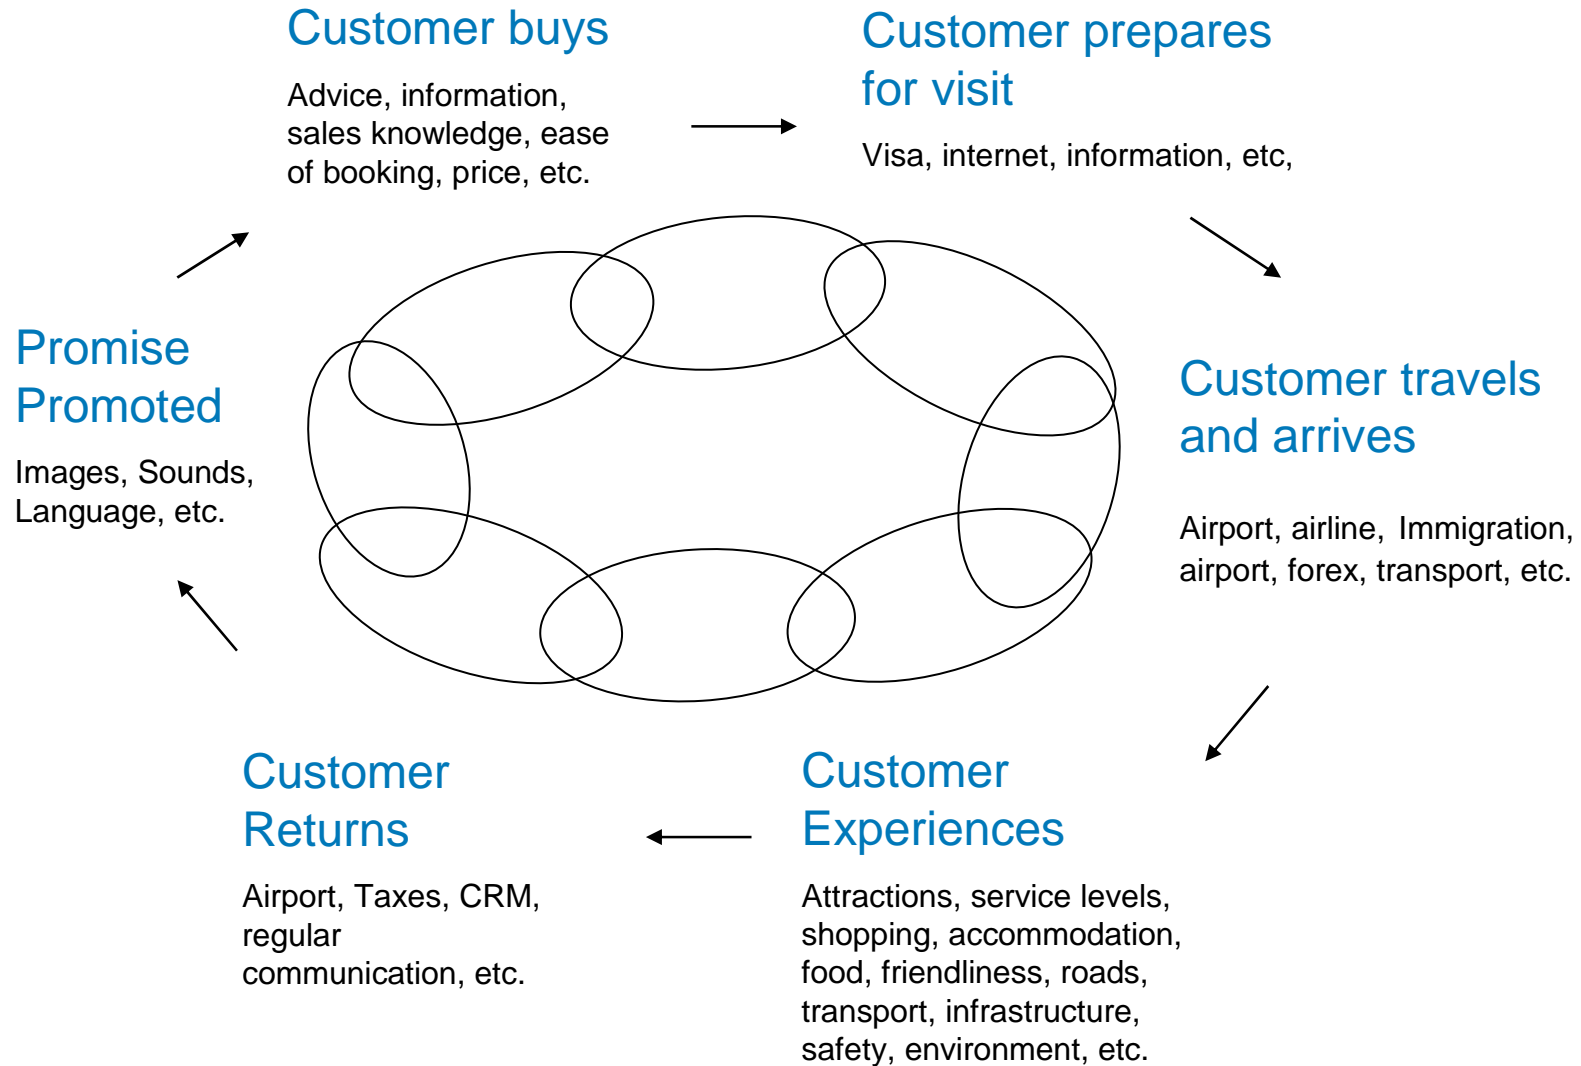 Customer buys
Advice, information,
sales knowledge, ease
of booking, price, etc.
Customer prepares
for visit
Visa, internet, information, etc,
Customer travels
and arrives
Airport, airline, Immigration,
airport, forex, transport, etc.
Customer
Experiences
Attractions, service levels,
shopping, accommodation,
food, friendliness, roads,
transport, infrastructure,
safety, environment, etc.
Customer
Returns
Airport, Taxes, CRM,
regular
communication, etc.
Promise
Promoted
Images, Sounds,
Language, etc.